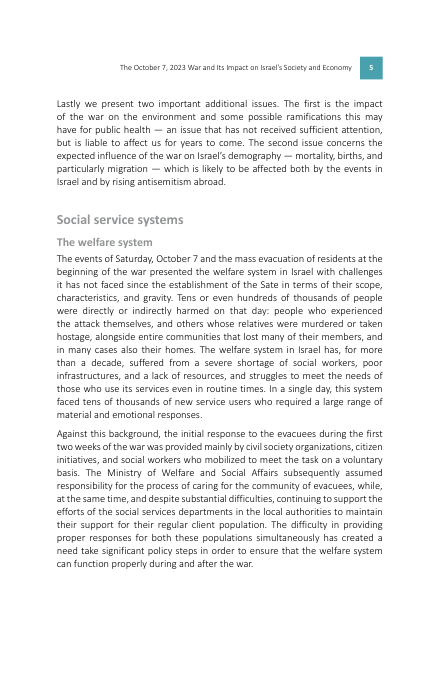 The October 7, 2023 War and Its Impact on Israel's Society and Economy 5
Lastly we present two important additional issues. The first is the impact
of the war on the environment and some possible ramifications this may
have for public health — an issue that has not received sufficient attention,
but is liable to affect us for years to come. The second issue concerns the
expected influence of the war on Israel's demography — mortality, births, and
particularly migration — which is likely to be affected both by the events in
Israel and by rising antisemitism abroad.
Social service systems
The welfare system
The events of Saturday, October 7 and the mass evacuation of residents at the
beginning of the war presented the welfare system in Israel with challenges
it has not faced since the establishment of the Sate in terms of their scope,
characteristics, and gravity. Tens or even hundreds of thousands of people
were directly or indirectly harmed on that day: people who experienced
the attack themselves, and others whose relatives were murdered or taken
hostage, alongside entire communities that lost many of their members, and
in many cases also their homes. The welfare system in Israel has, for more
than a decade, suffered from a severe shortage of social workers, poor
infrastructures, and a lack of resources, and struggles to meet the needs of
those who use its services even in routine times. In a single day, this system
faced tens of thousands of new service users who required a large range of
material and emotional responses.
Against this background, the initial response to the evacuees during the first
two weeks of the war was provided mainly by civil society organizations, citizen
initiatives, and social workers who mobilized to meet the task on a voluntary
basis. The Ministry of Welfare and Social Affairs subsequently assumed
responsibility for the process of caring for the community of evacuees, while,
at the same time, and despite substantial difficulties, continuing to support the
efforts of the social services departments in the local authorities to maintain
their support for their regular client population. The difficulty in providing
proper responses for both these populations simultaneously has created a
need take significant policy steps in order to ensure that the welfare system
can function properly during and after the war.